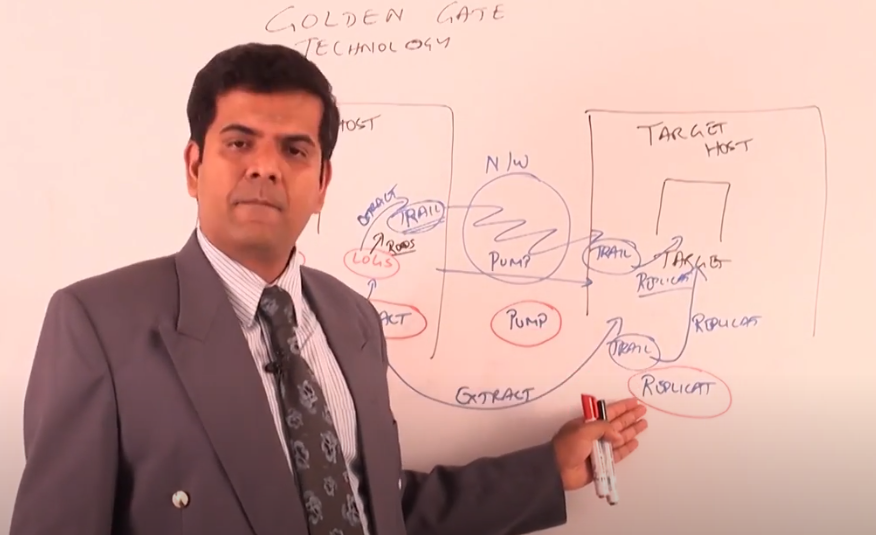 GOLDEN GATE
TECHNOLOGY
HOST
TARGET
HOST
N/W
EXTRACT
TRAIL
READS
LOGS
PUMP
TRAIL
TARGET
REPLICAT
ACT
PUMP
REPLICAT
TRAIL
EXTRACT
REPLICAT